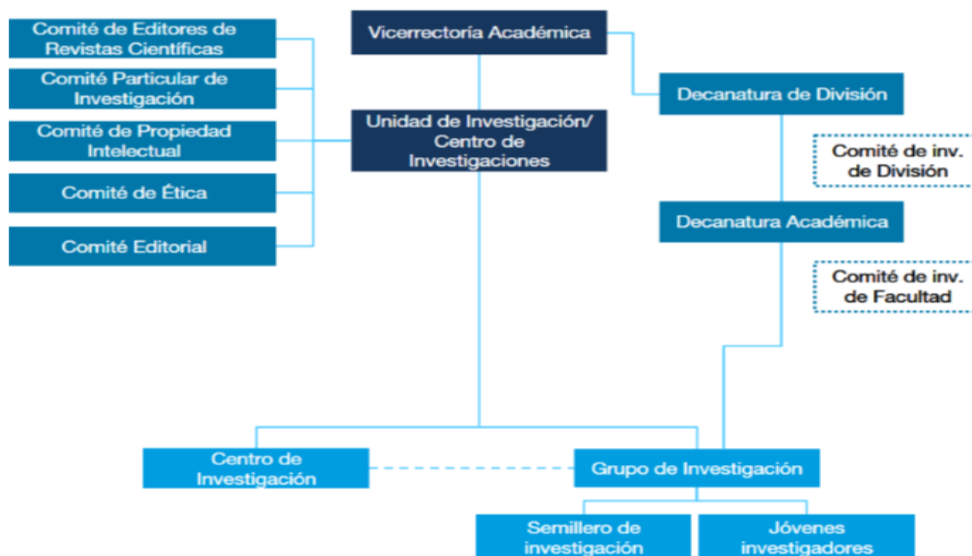 Comité de Editores de
Revistas Científicas
Comité Particular de
Investigación
Comité de Propiedad
Intelectual
Comité de Ética
Comité Editorial
Vicerrectoría Académica
Unidad de Investigación/
Centro de
Investigaciones
Decanatura de División
Comité de inv.
de División
Decanatura Académica
Comité de inv.
de Facultad
Centro de
Investigación
Grupo de Investigación
Semillero de
investigación
Jóvenes
investigadores